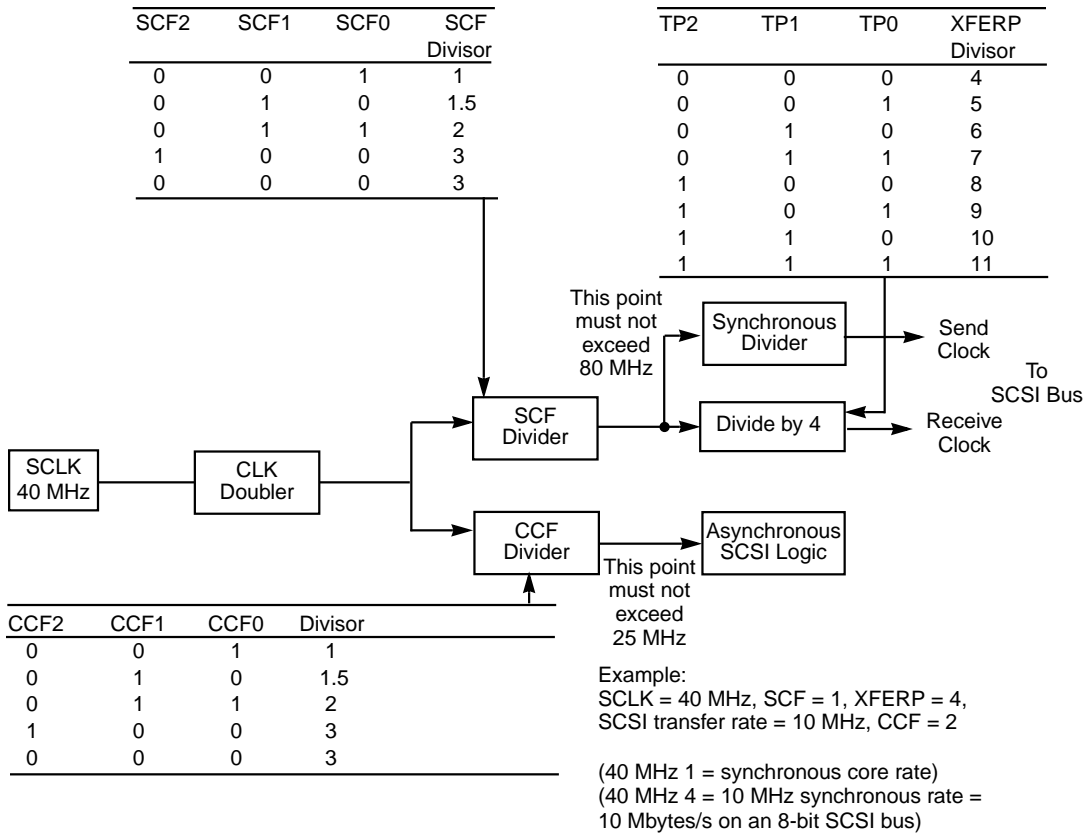 SCF2 SCF1 SCF0 SCF
Divisor
0 0 1 1
0 1 0 1.5
0 1 1 2
1 0 0 3
0 0 0 3
TP2 TP1 TP0 XFERP
Divisor
0 0 0 4
0 0 1 5
0 1 0 6
0 1 1 7
1 0 0 8
1 0 1 9
1 1 0 10
1 1 1 11
This point
must not
exceed
80 MHz
Synchronous
Divider
Send
Clock
To
SCSI Bus
SCF
Divider
Divide by 4
Receive
Clock
SCLK
40 MHz
CLK
Doubler
CCF
Divider
Asynchronous
SCSI Logic
This point
must not
exceed
25 MHz
CCF2 CCF1 CCF0 Divisor
0 0 1 1
0 1 0 1.5
0 1 1 2
1 0 0 3
0 0 0 3
Example:
SCLK = 40 MHz, SCF = 1, XFERP = 4,
SCSI transfer rate = 10 MHz, CCF = 2
(40 MHz 1 = synchronous core rate)
(40 MHz 4 = 10 MHz synchronous rate =
10 Mbytes/s on an 8-bit SCSI bus)